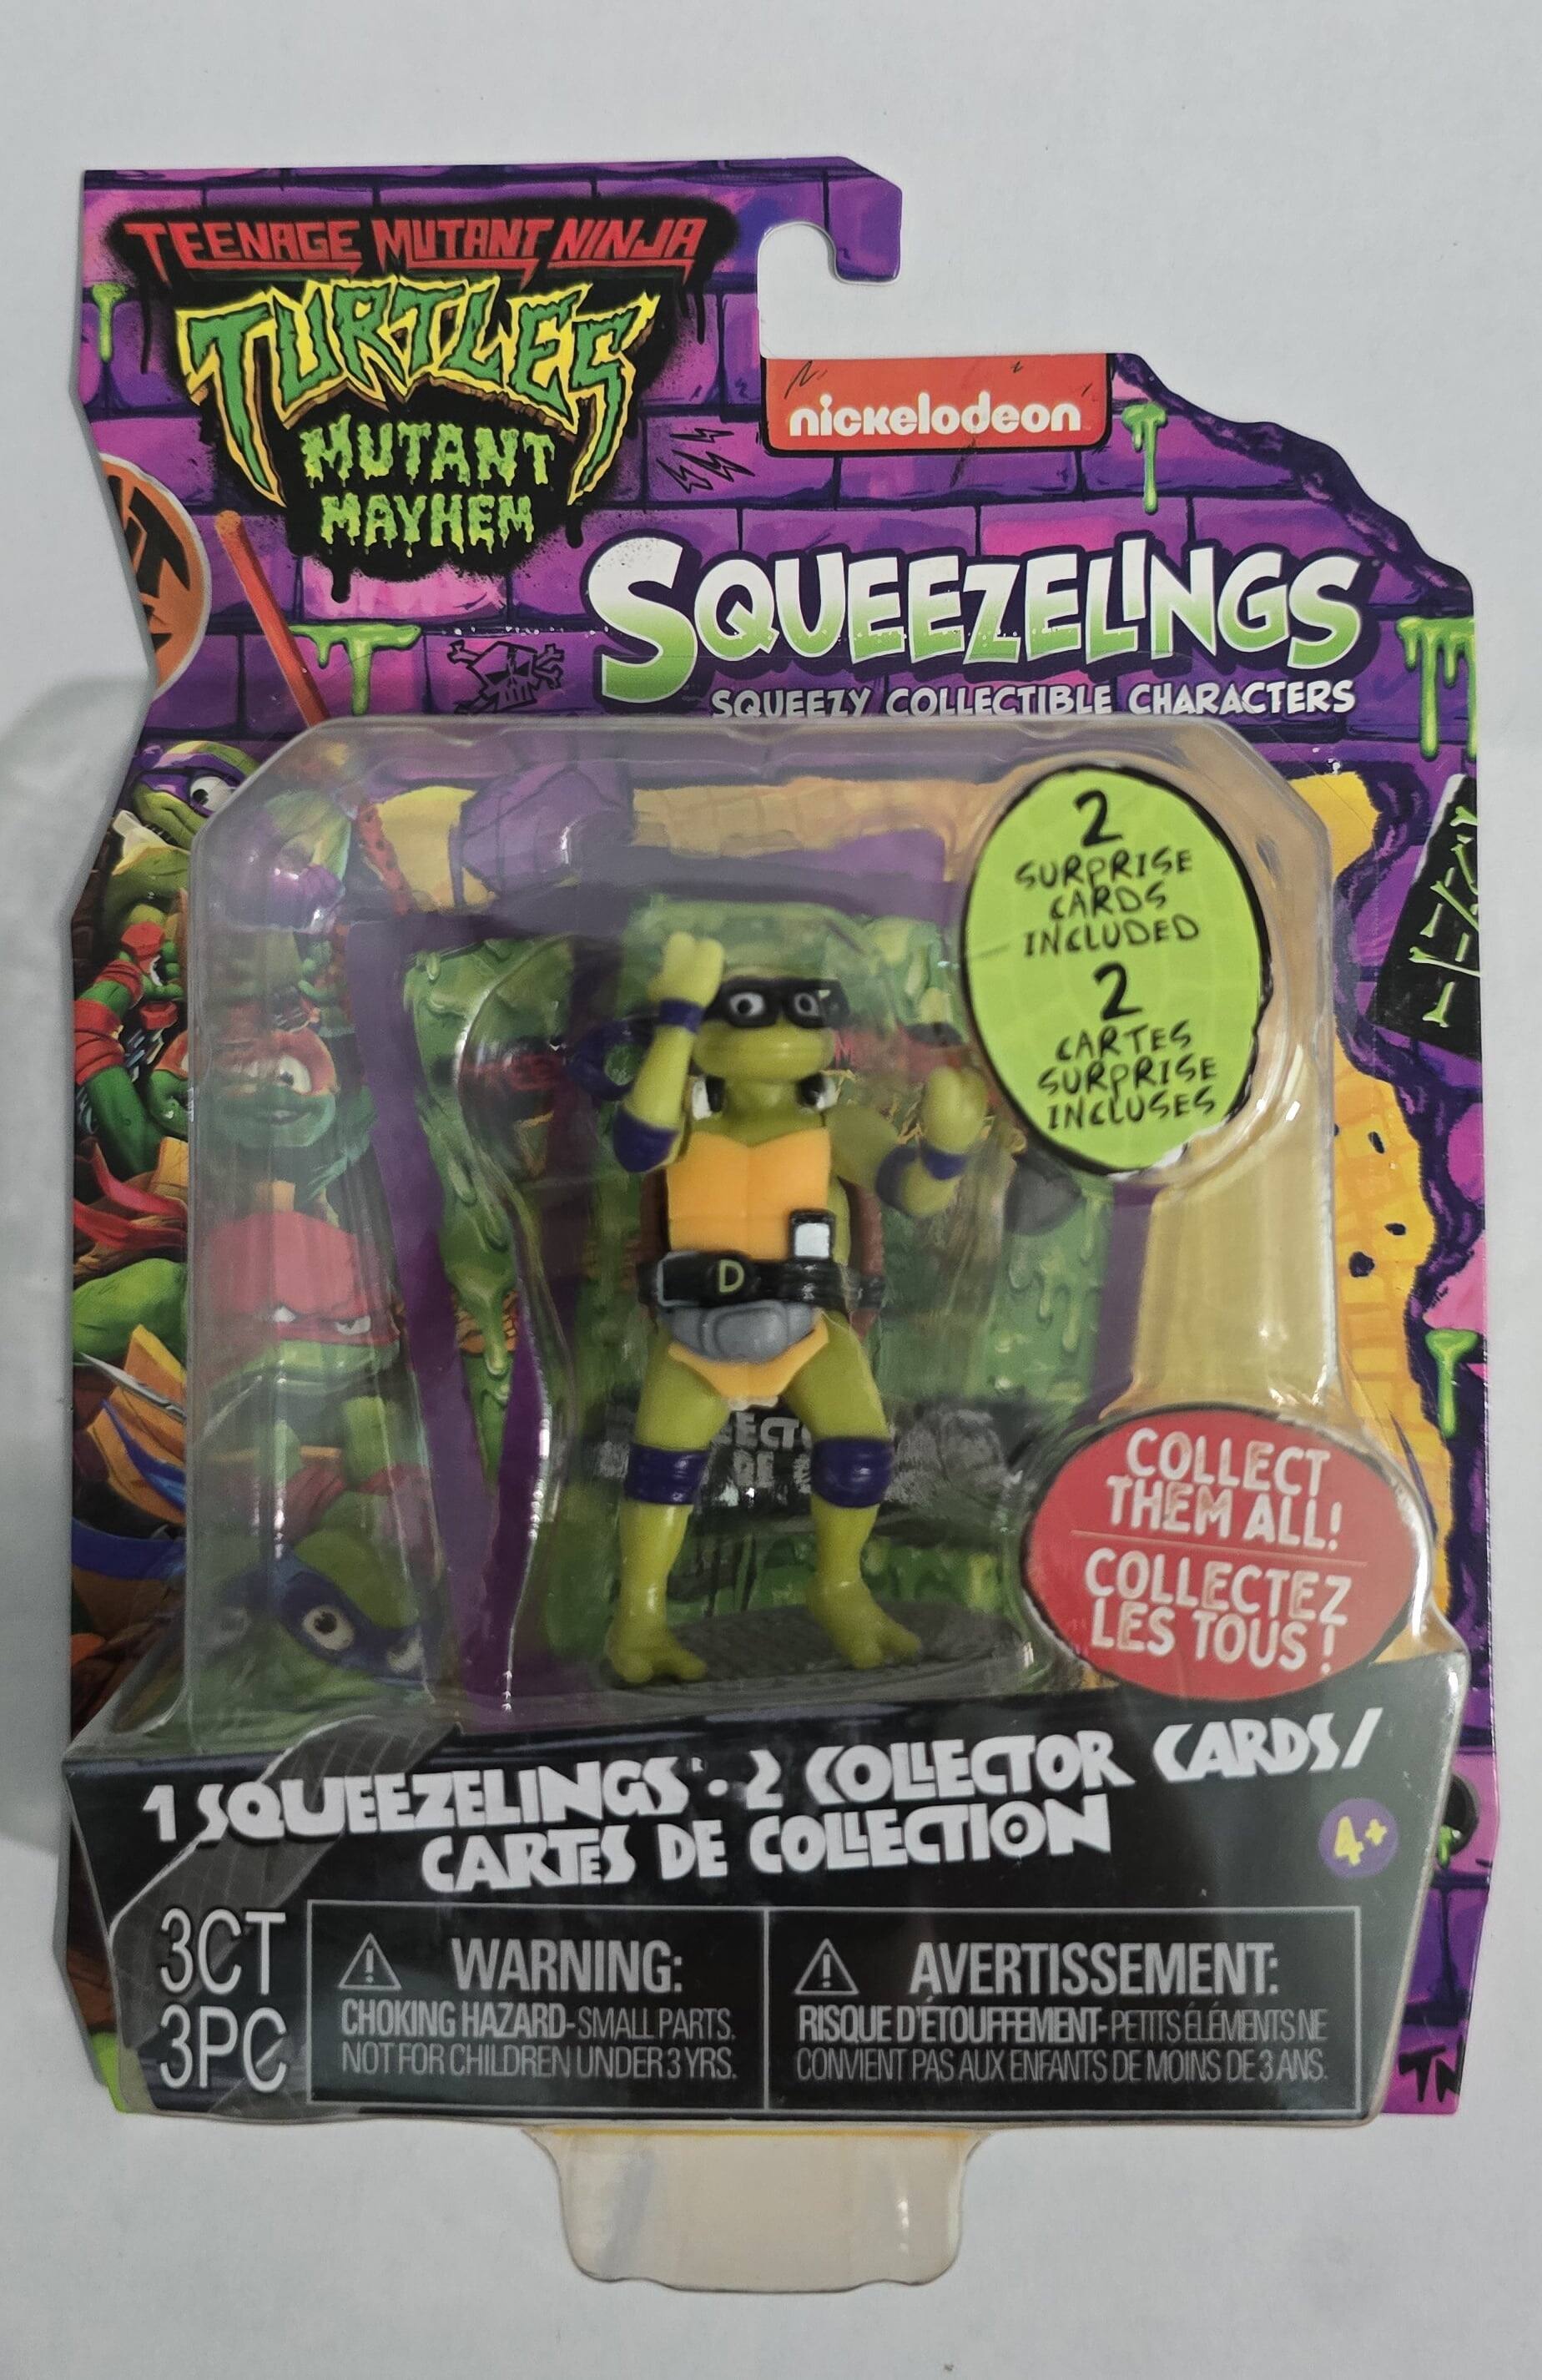 TEENAGE MUTANT NINJA
TURTLES
MUTANT
MAYHEM
nickelodeon
SQUEEZELINGS
SQUEEZY COLLECTIBLE CHARACTERS
2
SURPRISE
CARDS
INCLUDED
2
CARTES
SURPRISE
INCLUSES
D
COLLECT
THEM ALL!
COLLECTEZ
LES TOUS !
1 SQUEEZELINGS · 2 COLLECTOR CARDS /
CARTES DE COLLECTION
4+
3CT
3PC
WARNING:
CHOKING HAZARD-SMALL PARTS.
NOT FOR CHILDREN UNDER 3 YRS.
AVERTISSEMENT:
RISQUE D'ÉTOUFFEMENT-PETITS ÉLÉMENTS NE
CONVIENT PAS AUX ENFANTS DE MOINS DE 3 ANS.